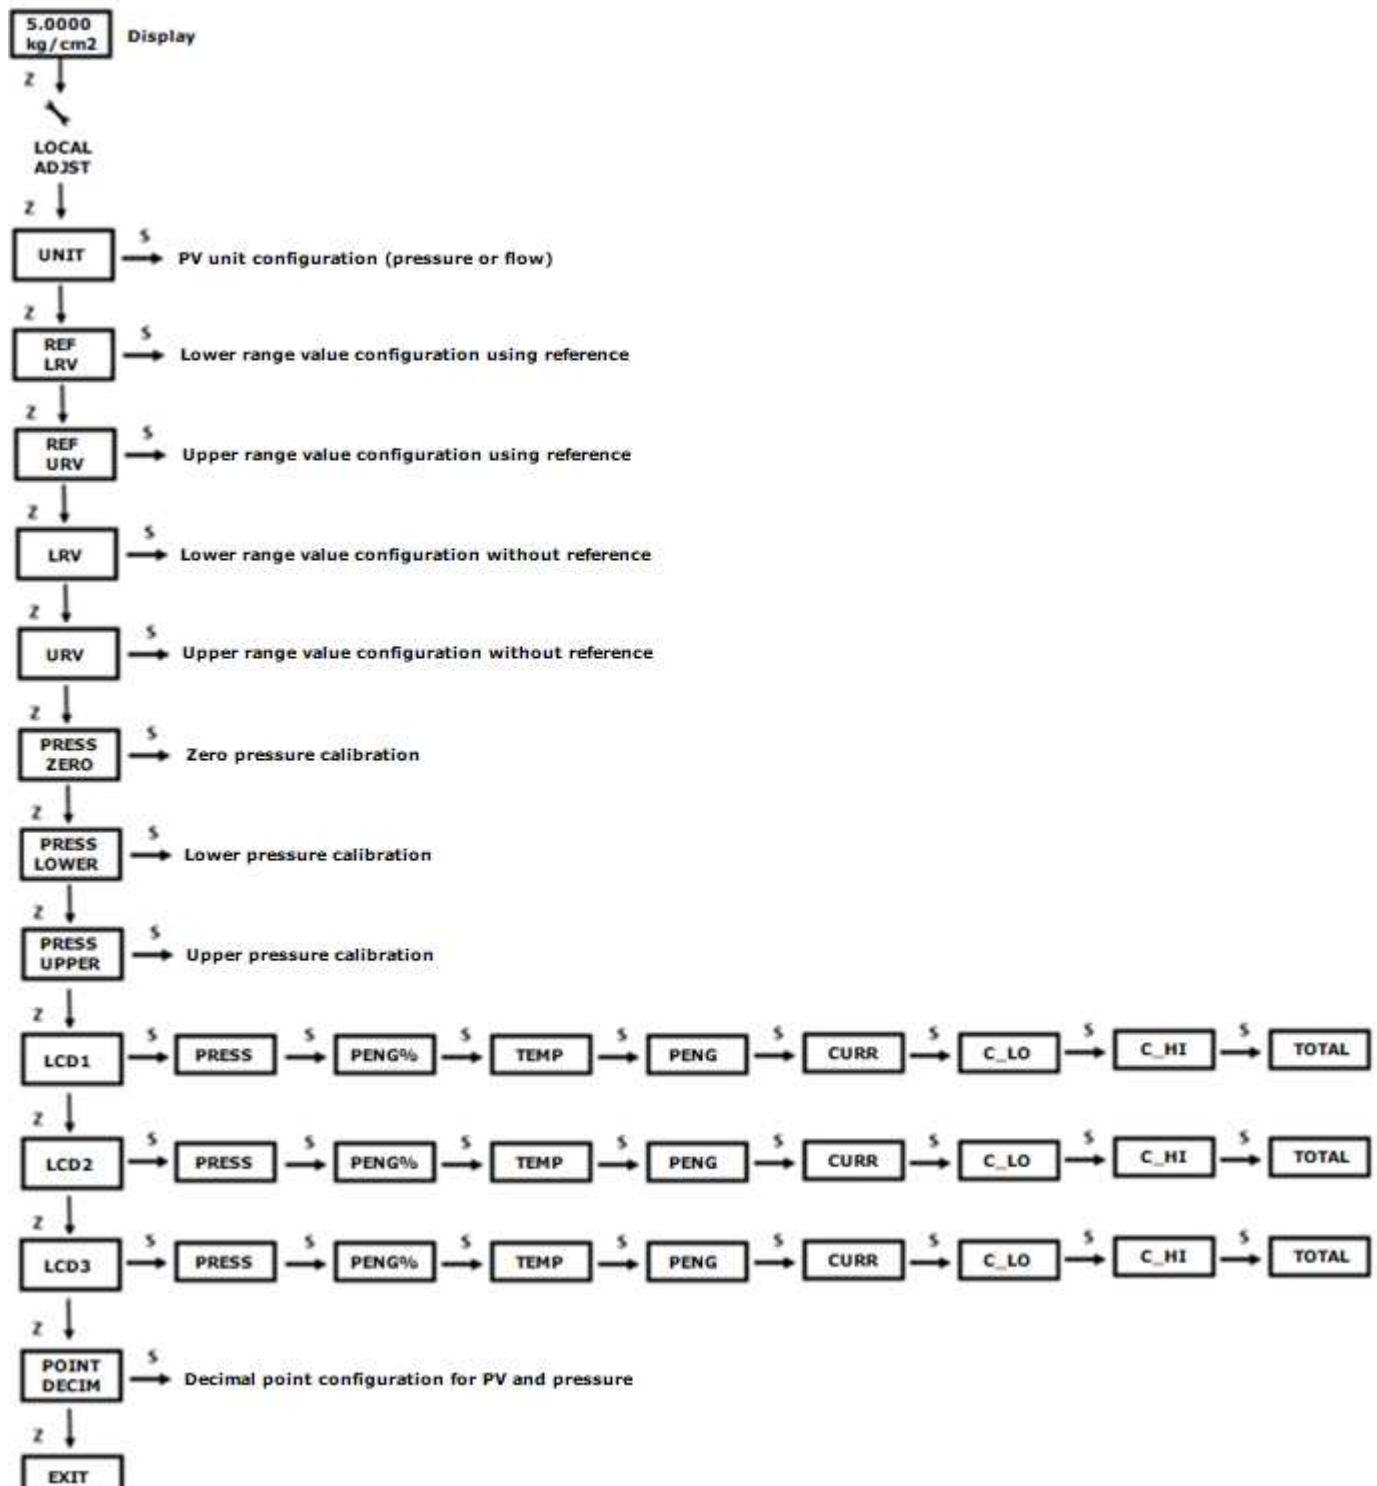 5.0000
kg/cm2
Display
Z
LOCAL
ADJST
Z
UNIT
S
PV unit configuration (pressure or flow)
Z
REF
LRV
S
Lower range value configuration using reference
Z
REF
URV
S
Upper range value configuration using reference
Z
LRV
S
Lower range value configuration without reference
Z
URV
S
Upper range value configuration without reference
Z
PRESS
ZERO
S
Zero pressure calibration
Z
PRESS
LOWER
S
Lower pressure calibration
Z
PRESS
UPPER
S
Upper pressure calibration
Z
LCD1 S PRESS S PENG% S TEMP S PENG S CURR S C_LO S C_HI S TOTAL
Z
LCD2 S PRESS S PENG% S TEMP S PENG S CURR S C_LO S C_HI S TOTAL
Z
LCD3 S PRESS S PENG% S TEMP S PENG S CURR S C_LO S C_HI S TOTAL
Z
POINT
DECIM
S
Decimal point configuration for PV and pressure
Z
EXIT